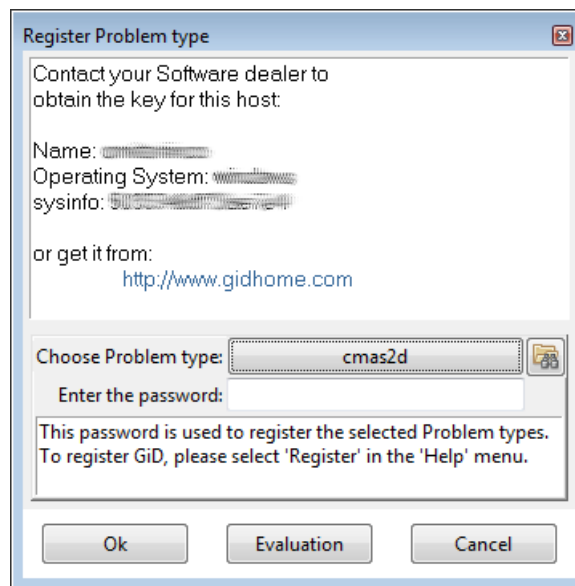 Register Problem type
Contact your Software dealer to
obtain the key for this host:
Name:
Operating System:
sysinfo:
or get it from:
http://www.gidhome.com
Choose Problem type: cmas2d
Enter the password:
This password is used to register the selected Problem types.
To register GiD, please select 'Register' in the 'Help' menu.
Ok Evaluation Cancel